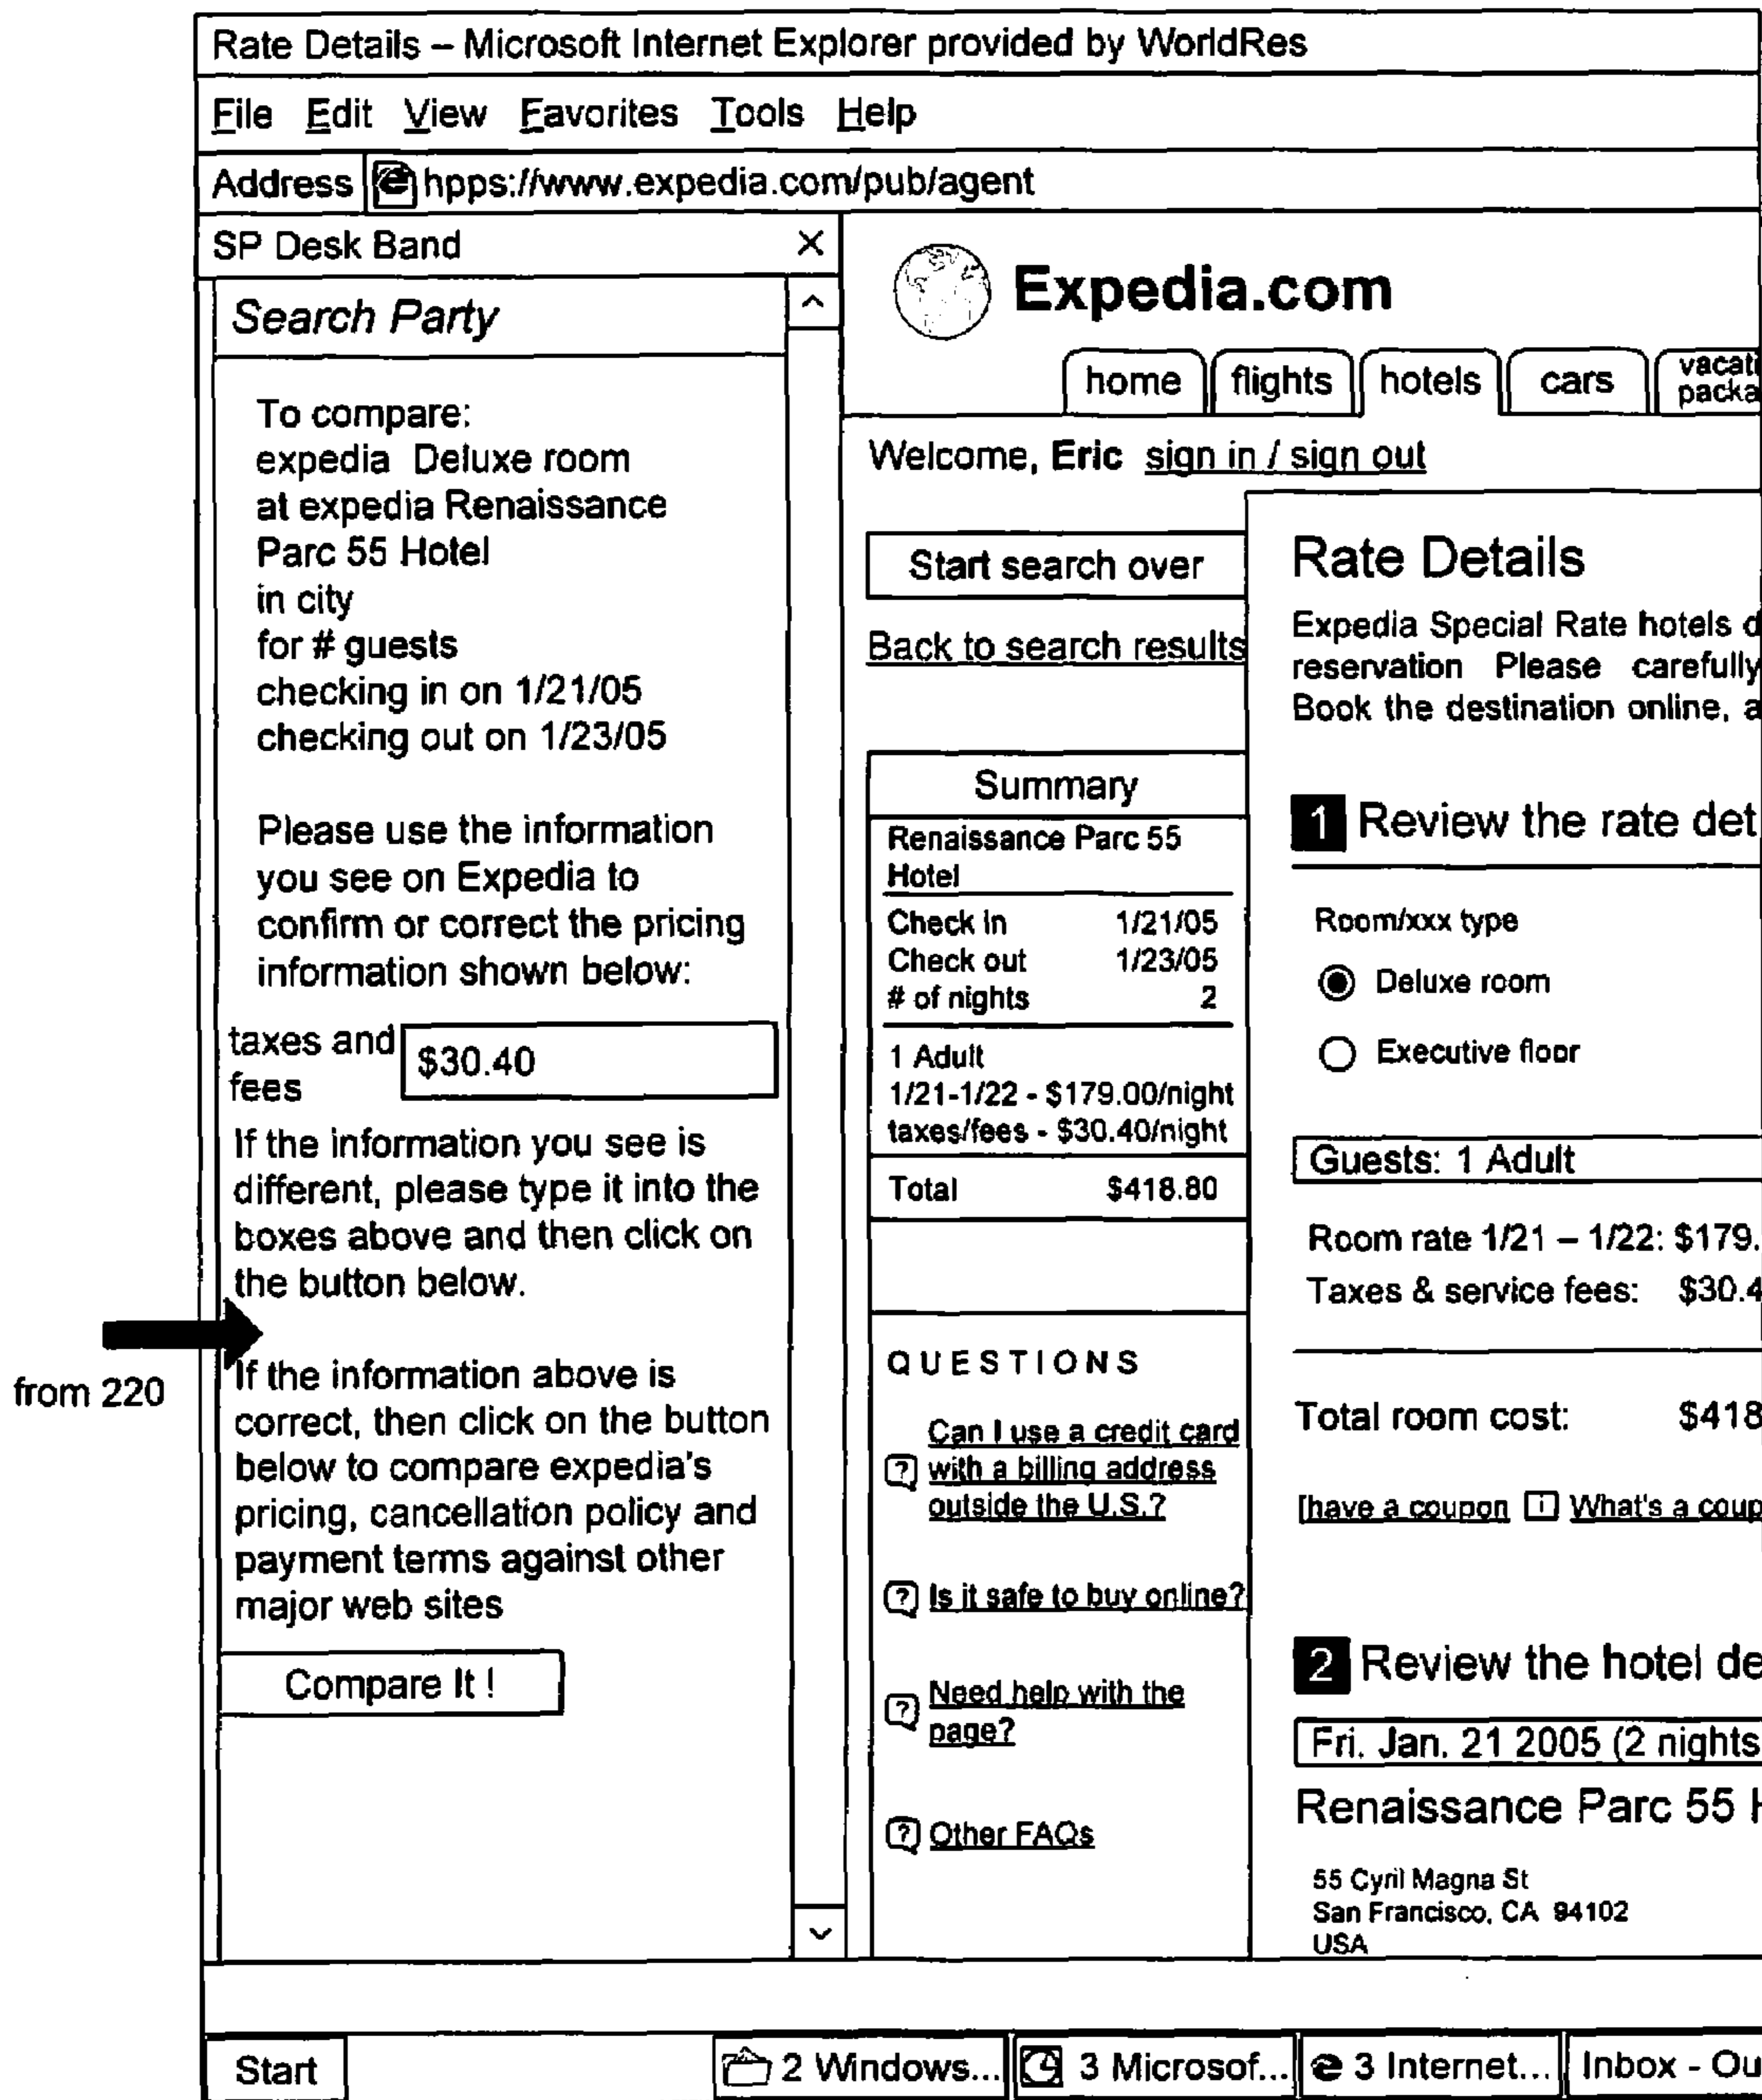 Rate Details – Microsoft Internet Explorer provided by WorldRes
File Edit View Favorites Tools Help
Address hpps://www.expedia.com/pub/agent
SP Desk Band X
Search Party
To compare:
expedia Deluxe room
at expedia Renaissance
Parc 55 Hotel
in city
for # guests
checking in on 1/21/05
checking out on 1/23/05
Please use the information
you see on Expedia to
confirm or correct the pricing
information shown below:
taxes and
fees
$30.40
If the information you see is
different, please type it into the
boxes above and then click on
the button below.
from 220
If the information above is
correct, then click on the button
below to compare expedia's
pricing, cancellation policy and
payment terms against other
major web sites
Compare It !
Expedia.com
home flights hotels cars vacati
packa
Welcome, Eric sign in / sign out
Start search over
Back to search results
Summary
Renaissance Parc 55
Hotel
Check in 1/21/05
Check out 1/23/05
# of nights 2
1 Adult
1/21-1/22 - $179.00/night
taxes/fees - $30.40/night
Total $418.80
QUESTIONS
Can I use a credit card
? with a billing address
outside the U.S.?
? Is it safe to buy online?
? Need help with the
page?
? Other FAQs
Rate Details
Expedia Special Rate hotels d
reservation Please carefully
Book the destination online, a
1 Review the rate det
Room/xxx type
Deluxe room
Executive floor
Guests: 1 Adult
Room rate 1/21 – 1/22: $179.
Taxes & service fees: $30.4
Total room cost: $418
[have a coupon i What's a coup
2 Review the hotel de
Fri. Jan. 21 2005 (2 nights
Renaissance Parc 55 H
55 Cyril Magna St
San Francisco, CA 94102
USA
Start 2 Windows... 3 Microsof... 3 Internet... Inbox - Ou